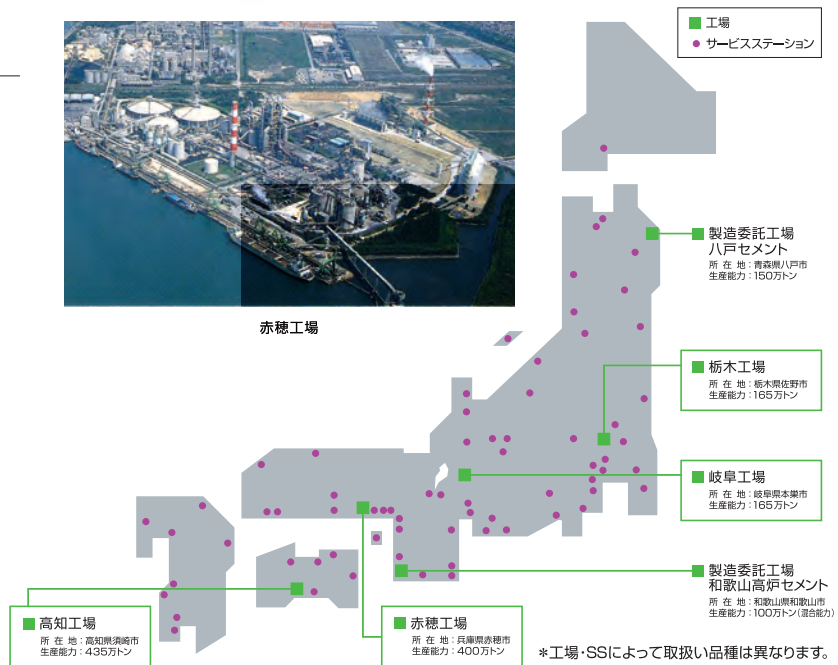 工場
サービスステーション
赤穂工場
製造委託工場
八戸セメント
所在地:青森県八戸市
生産能力:150万トン
栃木工場
所在地:栃木県佐野市
生産能力:165万トン
岐阜工場
所在地:岐阜県本巣市
生産能力:165万トン
製造委託工場
和歌山高炉セメント
所在地:和歌山県和歌山市
生産能力:100万トン(混合能力)
高知工場
所在地:高知県須崎市
生産能力:435万トン
赤穂工場
所在地:兵庫県赤穂市
生産能力:400万トン
*工場・SSによって取扱い品種は異なります。